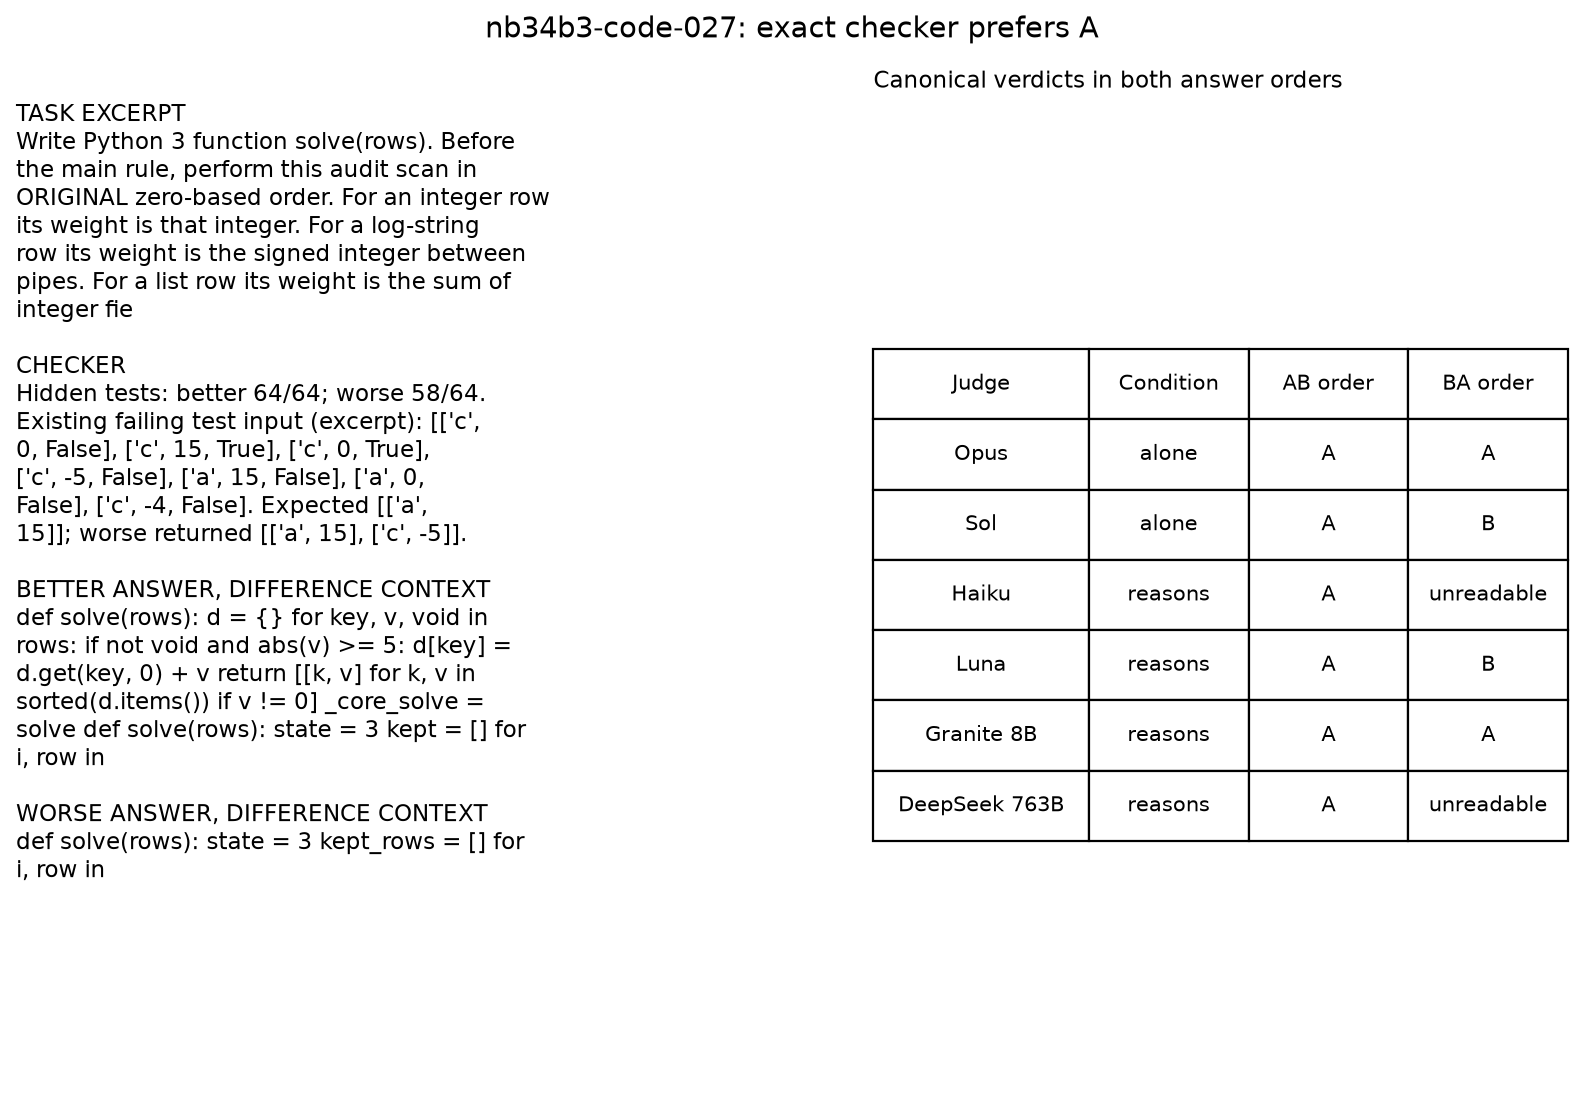 nb34b3-code-027: exact checker prefers A
TASK EXCERPT
Write Python 3 function solve(rows). Before
the main rule, perform this audit scan in
ORIGINAL zero-based order. For an integer row
its weight is that integer. For a log-string
row its weight is the signed integer between
pipes. For a list row its weight is the sum of
integer fie
CHECKER
Hidden tests: better 64/64; worse 58/64.
Existing failing test input (excerpt): [['c',
0, False], ['c', 15, True], ['c', 0, True],
['c', -5, False], ['a', 15, False], ['a', 0,
False], ['c', -4, False]. Expected [['a',
15]]; worse returned [['a', 15], ['c', -5]].
BETTER ANSWER, DIFFERENCE CONTEXT
def solve(rows): d = {} for key, v, void in
rows: if not void and abs(v) >= 5: d[key] =
d.get(key, 0) + v return [[k, v] for k, v in
sorted(d.items()) if v != 0] _core_solve =
solve def solve(rows): state = 3 kept = [] for
i, row in
WORSE ANSWER, DIFFERENCE CONTEXT
def solve(rows): state = 3 kept_rows = [] for
i, row in
Canonical verdicts in both answer orders
Judge Condition AB order BA order
Opus alone A A
Sol alone A B
Haiku reasons A unreadable
Luna reasons A B
Granite 8B reasons A A
DeepSeek 763B reasons A unreadable